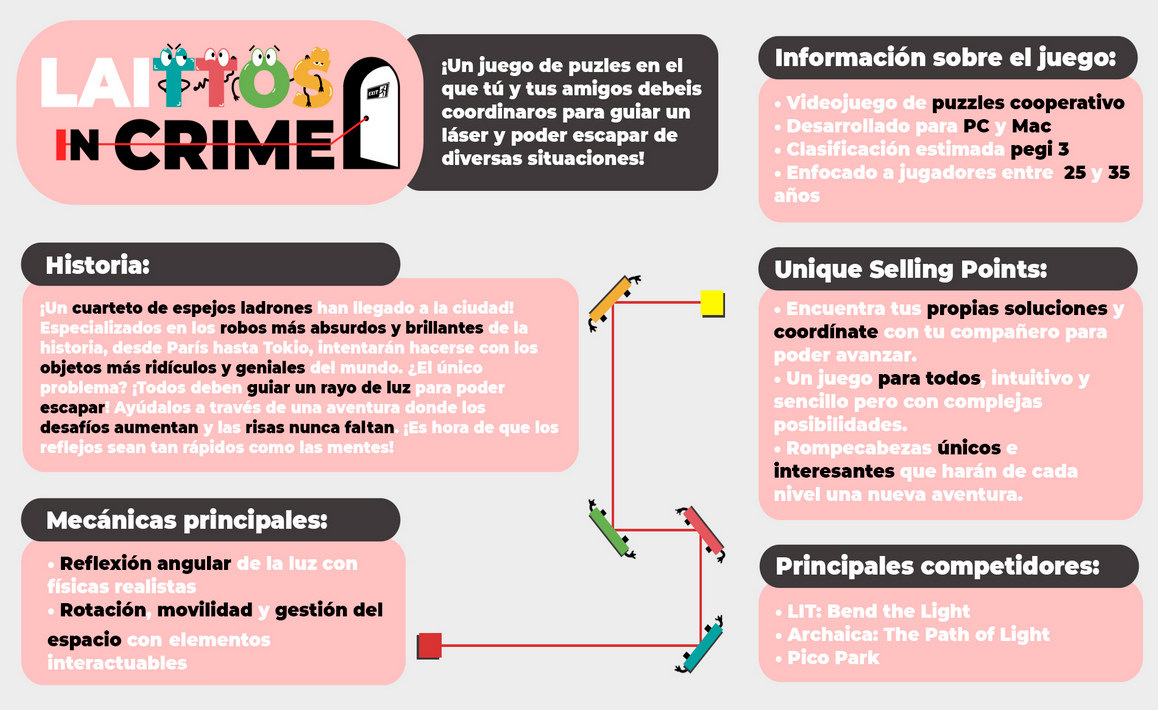 LAITTOS
IN CRIME
EXIT
¡Un juego de puzles en el
que tú y tus amigos debeis
coordinaros para guiar un
láser y poder escapar de
diversas situaciones!
Historia:
¡Un cuarteto de espejos ladrones han llegado a la ciudad!
Especializados en los robos más absurdos y brillantes de la
historia, desde París hasta Tokio, intentarán hacerse con los
objetos más ridículos y geniales del mundo. ¿El único
problema? ¡Todos deben guiar un rayo de luz para poder
escapar! Ayúdalos a través de una aventura donde los
desafíos aumentan y las risas nunca faltan. ¡Es hora de que los
reflejos sean tan rápidos como las mentes!
Mecánicas principales:
• Reflexión angular de la luz con
físicas realistas
• Rotación, movilidad y gestión del
espacio con elementos
interactuables
Información sobre el juego:
• Videojuego de puzzles cooperativo
• Desarrollado para PC y Mac
• Clasificación estimada pegi 3
• Enfocado a jugadores entre 25 y 35
años
Unique Selling Points:
• Encuentra tus propias soluciones y
coordínate con tu compañero para
poder avanzar.
• Un juego para todos, intuitivo y
sencillo pero con complejas
posibilidades.
• Rompecabezas únicos e
interesantes que harán de cada
nivel una nueva aventura.
Principales competidores:
• LIT: Bend the Light
• Archaica: The Path of Light
• Pico Park